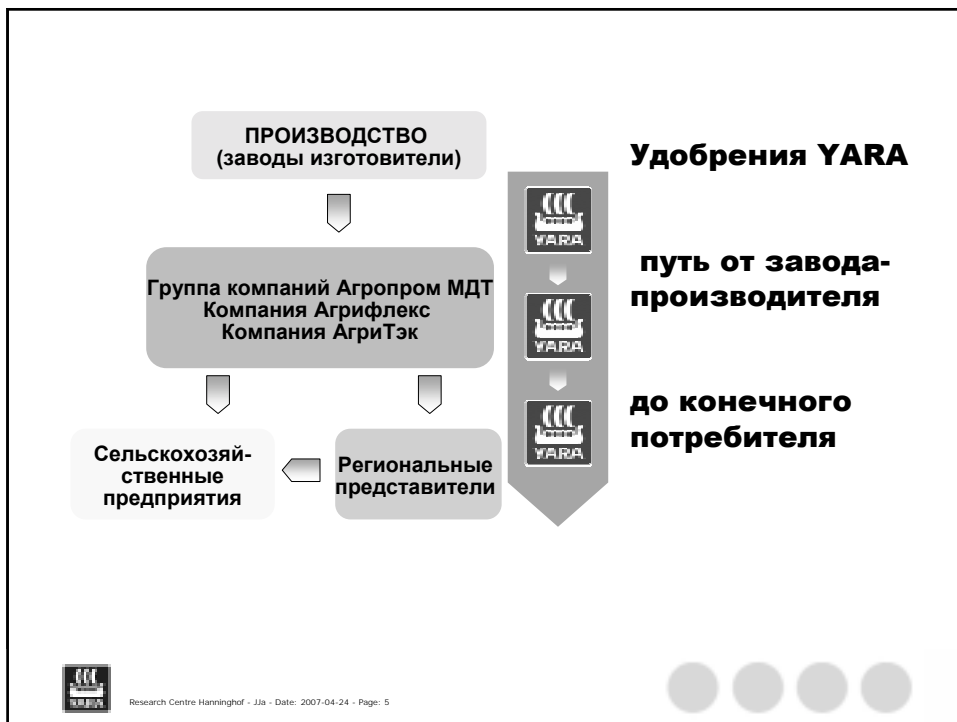 ПРОИЗВОДСТВО
(заводы изготовители)
Группа компаний Агропром МДТ
Компания Агрифлекс
Компания АгриТэк
Сельскохозяй-
ственные
предприятия
Региональные
представители
YARA
YARA
YARA
Удобрения YARA
путь от завода-
производителя
до конечного
потребителя
YARA
Research Centre Hanninghof - JJa - Date: 2007-04-24 - Page: 5